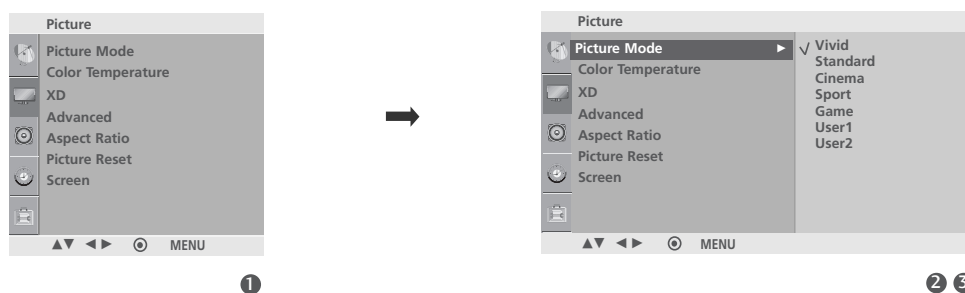 Picture
Picture Mode
Color Temperature
XD
Advanced
Aspect Ratio
Picture Reset
Screen
▲▼ ◄► MENU
1
Picture
Picture Mode ►
Color Temperature
XD
Advanced
Aspect Ratio
Picture Reset
Screen
√ Vivid
Standard
Cinema
Sport
Game
User1
User2
▲▼ ◄► MENU
2 3